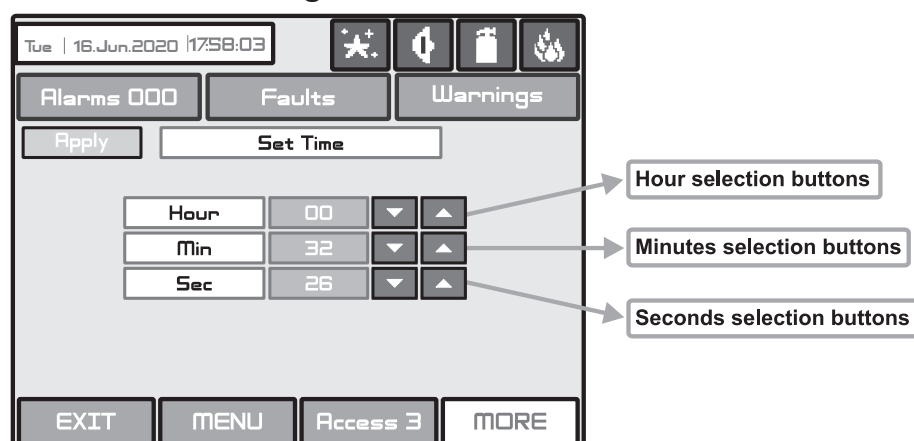 Tue | 16.Jun.2020 |17:58:03
Alarms 000 Faults Warnings
Apply Set Time
Hour 00
Min 32
Sec 26
Hour selection buttons
Minutes selection buttons
Seconds selection buttons
EXIT MENU Access 3 MORE